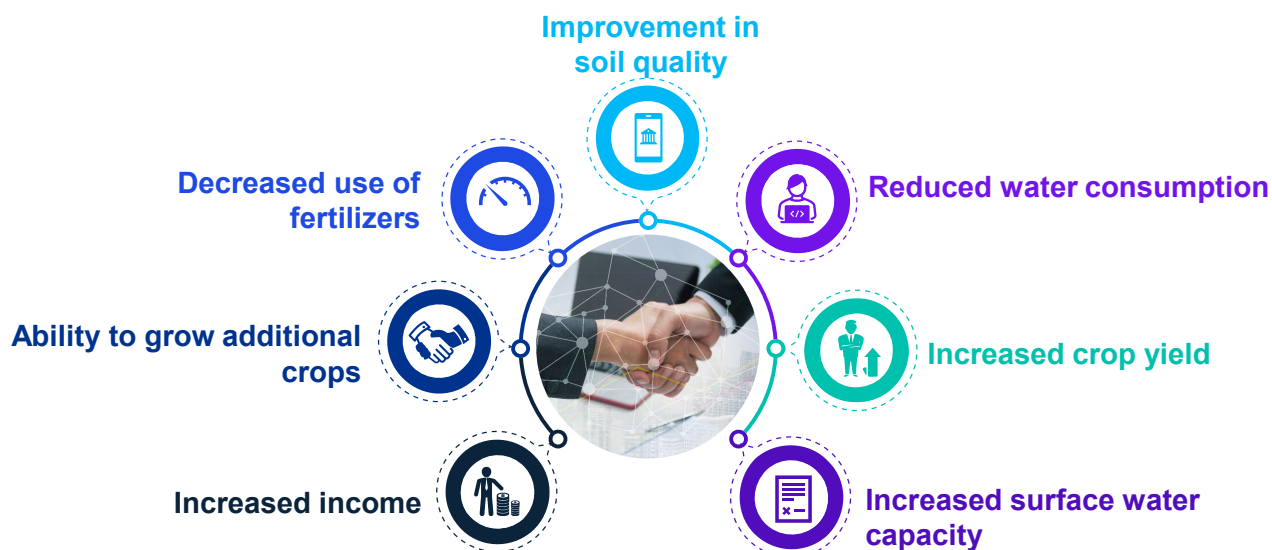 Improvement in
soil quality
Decreased use of
fertilizers
Reduced water consumption
Ability to grow additional
crops
Increased crop yield
Increased income
Increased surface water
capacity